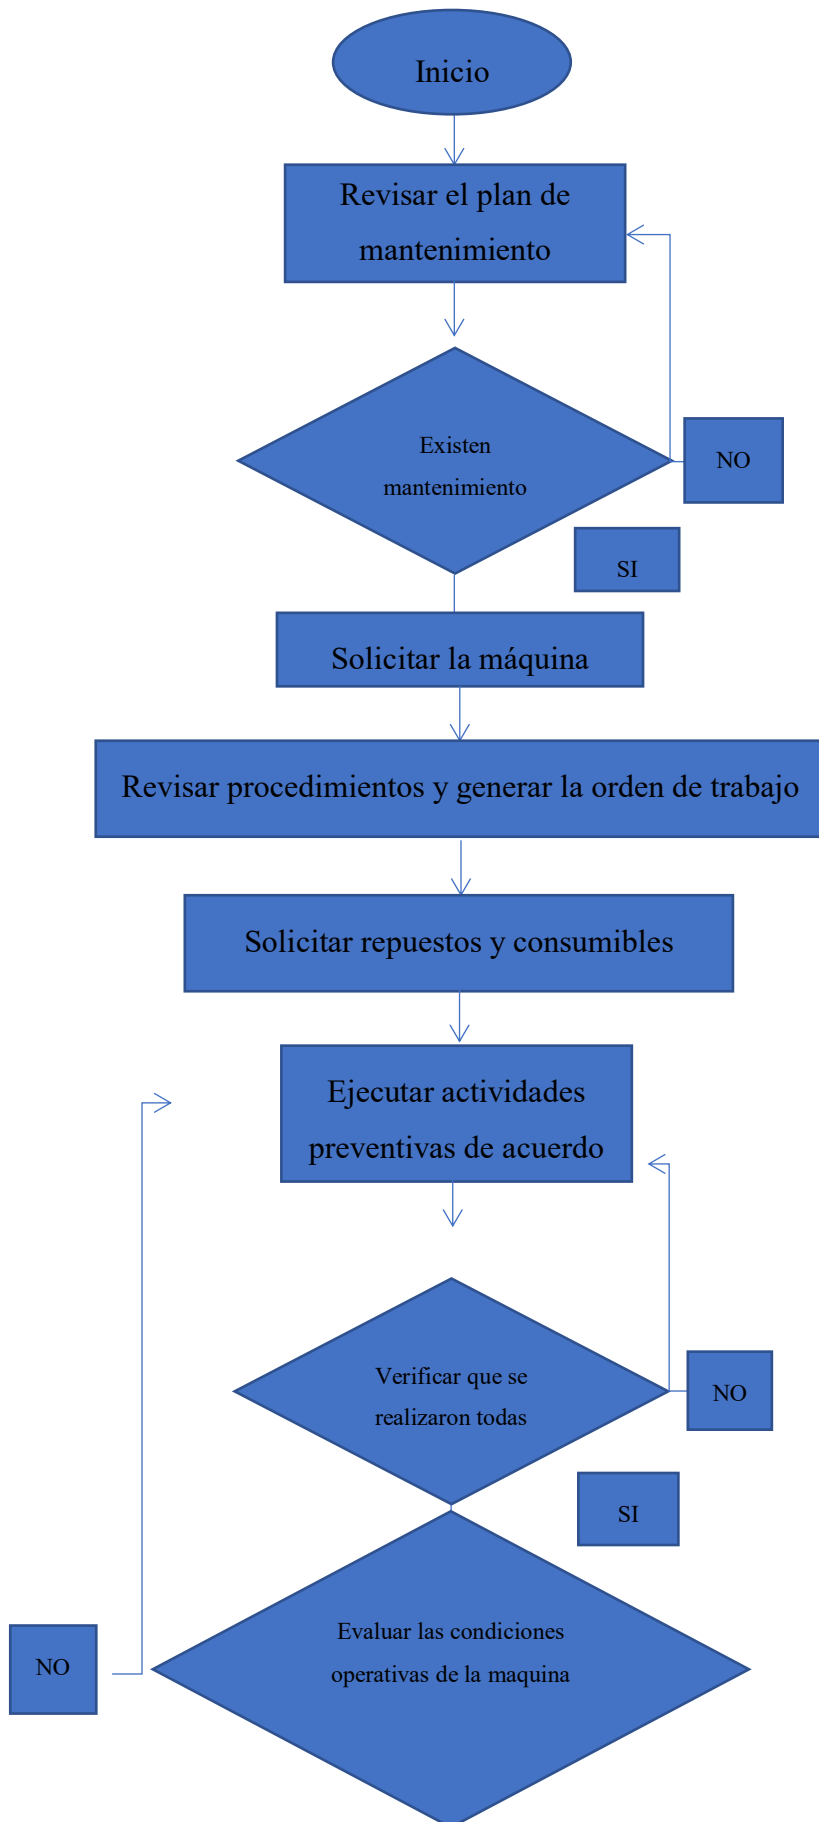 Inicio
Revisar el plan de
mantenimiento
Existen
mantenimiento
NO
SI
Solicitar la máquina
Revisar procedimientos y generar la orden de trabajo
Solicitar repuestos y consumibles
Ejecutar actividades
preventivas de acuerdo
Verificar que se
realizaron todas
NO
SI
Evaluar las condiciones
operativas de la maquina
NO